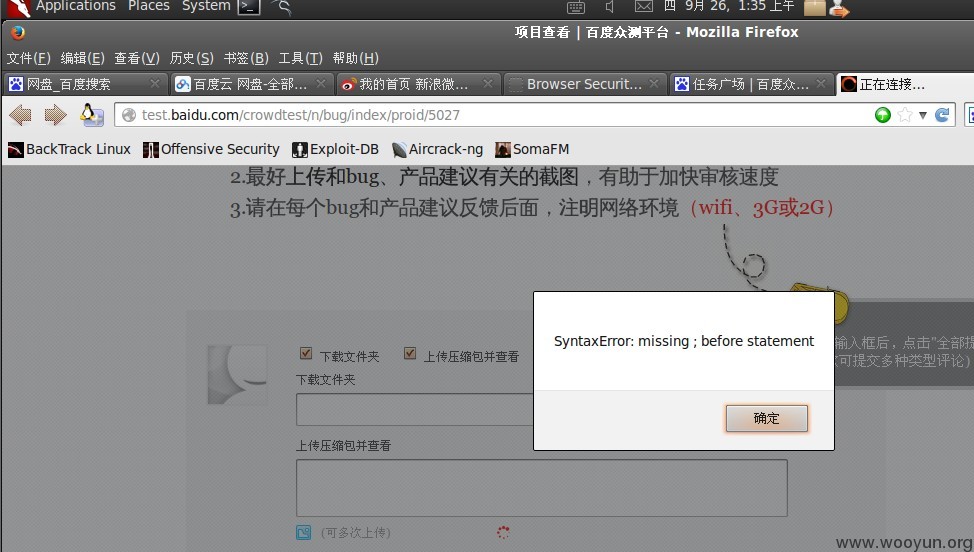 Applications Places System 四 9月 26, 1:35 上午
项目查看 | 百度众测平台 - Mozilla Firefox
文件(F) 编辑(E) 查看(V) 历史(S) 书签(B) 工具(T) 帮助(H)
网盘_百度搜索 百度云 网盘-全部... 我的首页 新浪微... Browser Securit... 任务广场 | 百度众... 正在连接...
test.baidu.com/crowdtest/n/bug/index/proid/5027
BackTrack Linux Offensive Security Exploit-DB Aircrack-ng SomaFM
2.最好上传和bug、产品建议有关的截图，有助于加快审核速度
3.请在每个bug和产品建议反馈后面，注明网络环境（wifi、3G或2G）
SyntaxError: missing ; before statement
确定
输入框后，点击"全部提
可提交多种类型评论)
下载文件夹 上传压缩包并查看
下载文件夹
上传压缩包并查看
(可多次上传)
www.wooyun.org